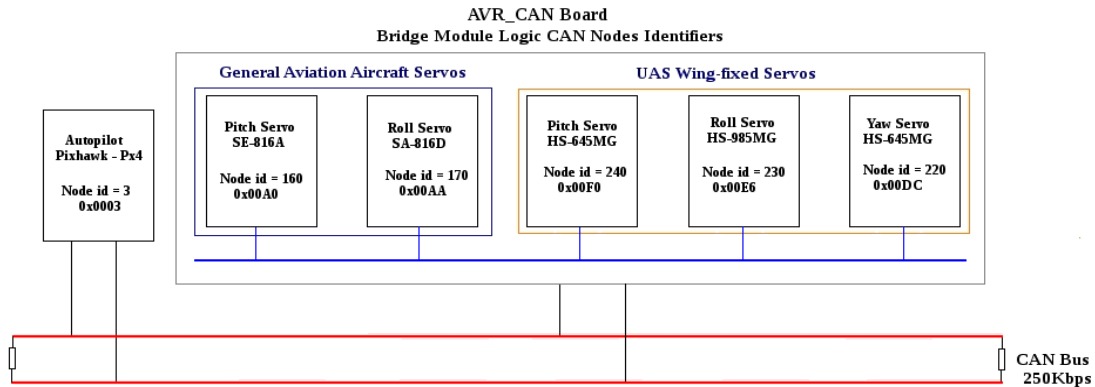 AVR_CAN Board
Bridge Module Logic CAN Nodes Identifiers
General Aviation Aircraft Servos
UAS Wing-fixed Servos
Autopilot
Pixhawk - Px4
Node id = 3
0x0003
Pitch Servo
SE-816A
Node id = 160
0x00A0
Roll Servo
SA-816D
Node id = 170
0x00AA
Pitch Servo
HS-645MG
Node id = 240
0x00F0
Roll Servo
HS-985MG
Node id = 230
0x00E6
Yaw Servo
HS-645MG
Node id = 220
0x00DC
CAN Bus
250Kbps